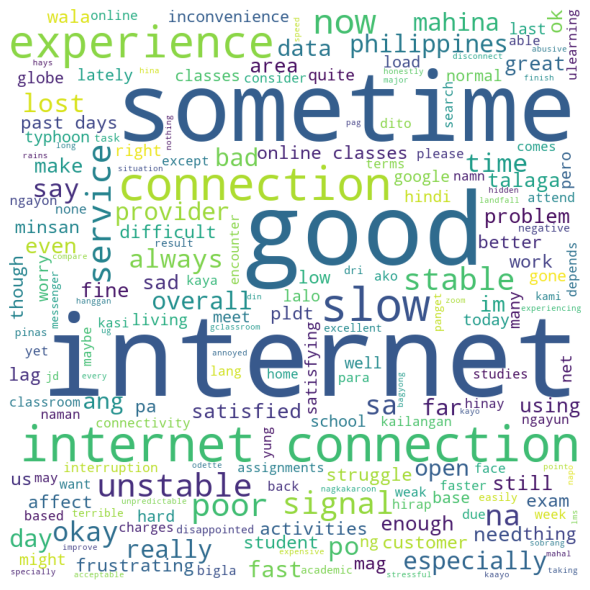 wala online inconvenience now mahina last able ok
experience data philippines great
hays hina speed consider load normal search abusive disconnect finish
globe lately classes quite area honestly major
lost sometime
past days
typhoon right except pag please dito comes
rains nothing terms google namn
long task online classes time
make bad connection talaga pero
say situation hindi attend
ngayon none service provider good problem
minsan difficult better negative hidden landfall
even always work
though worry result encounter low stable gone depends
fine sad kaya dri ako im kami
compare overall slow many experiencing
messenger hanggan din living meet pldt lalo panget zoom today
pinas kasi ug gclassroom excellent
yet maybe satisfying internet
lag jd annoyed every lang home well studies net
classroom ang pa para sa far hinay using
naman satisfied school kailangan ngayun
connectivity yung bagyong kayo
internet connection
interruption assignments struggle open face point
us may want odette back weak faster still
affect unstable poor signal hirap base due easily exam napo
based terrible unpredictable nagkakaroon week lms
day hard charges disappointed activities enough na needthing
okay student po ng customer
might really especially sobrang
improve frustrating bigla fast academic mag expensive mahal
specially acceptable stressful kaayo taking
ulearning